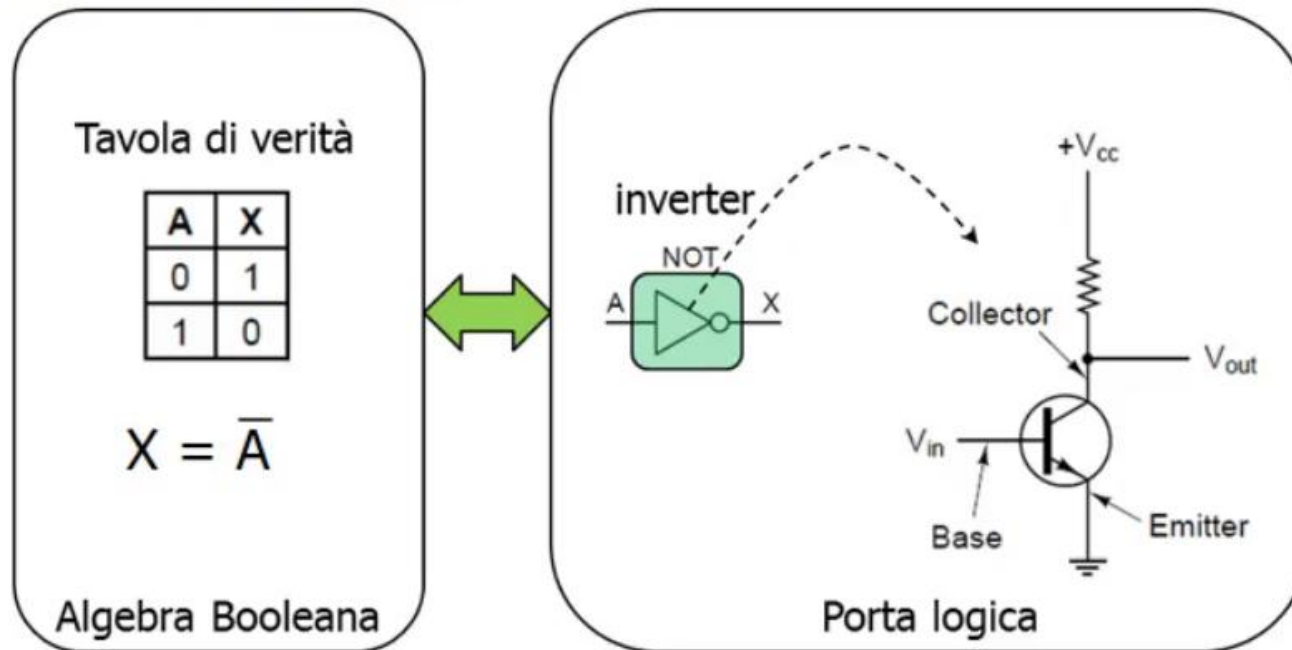 Tavola di verità
A X
0 1
1 0
X = A̅
Algebra Booleana
inverter
NOT
A X
+Vcc
Collector
Vout
Vin
Base
Emitter
Porta logica